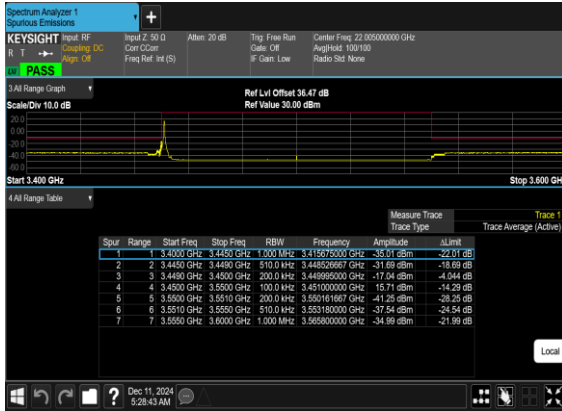 Spectrum Analyzer 1
Spurious Emissions
+
KEYSIGHT Input: RF
R T
Coupling: DC
Align: Off
LXI PASS
Input Z: 50 Ω
Corr CCorr
Freq Ref: Int (S)
Atten: 20 dB
Trig: Free Run
Gate: Off
IF Gain: Low
Center Freq: 22.005000000 GHz
Avg|Hold: 100/100
Radio Std: None
3 All Range Graph
Scale/Div 10.0 dB
Ref Lvl Offset 36.47 dB
Ref Value 30.00 dBm
20.0
0.00
-20.0
-40.0
-60.0
Start 3.400 GHz
Stop 3.600 GH
4 All Range Table
Measure Trace Trace 1
Trace Type Trace Average (Active)
Spur Range Start Freq Stop Freq RBW Frequency Amplitude ΔLimit
1 1 3.4000 GHz 3.4450 GHz 1.000 MHz 3.415675000 GHz -35.01 dBm -22.01 dB
2 2 3.4450 GHz 3.4490 GHz 510.0 kHz 3.448526667 GHz -31.69 dBm -18.69 dB
3 3 3.4490 GHz 3.4500 GHz 200.0 kHz 3.449995000 GHz -17.04 dBm -4.044 dB
4 4 3.4500 GHz 3.5500 GHz 100.0 kHz 3.451000000 GHz 15.71 dBm -14.29 dB
5 5 3.5500 GHz 3.5510 GHz 200.0 kHz 3.550161667 GHz -41.25 dBm -28.25 dB
6 6 3.5510 GHz 3.5550 GHz 510.0 kHz 3.553180000 GHz -37.54 dBm -24.54 dB
7 7 3.5550 GHz 3.6000 GHz 1.000 MHz 3.565800000 GHz -34.99 dBm -21.99 dB
Local
?
Dec 11, 2024
5:28:43 AM